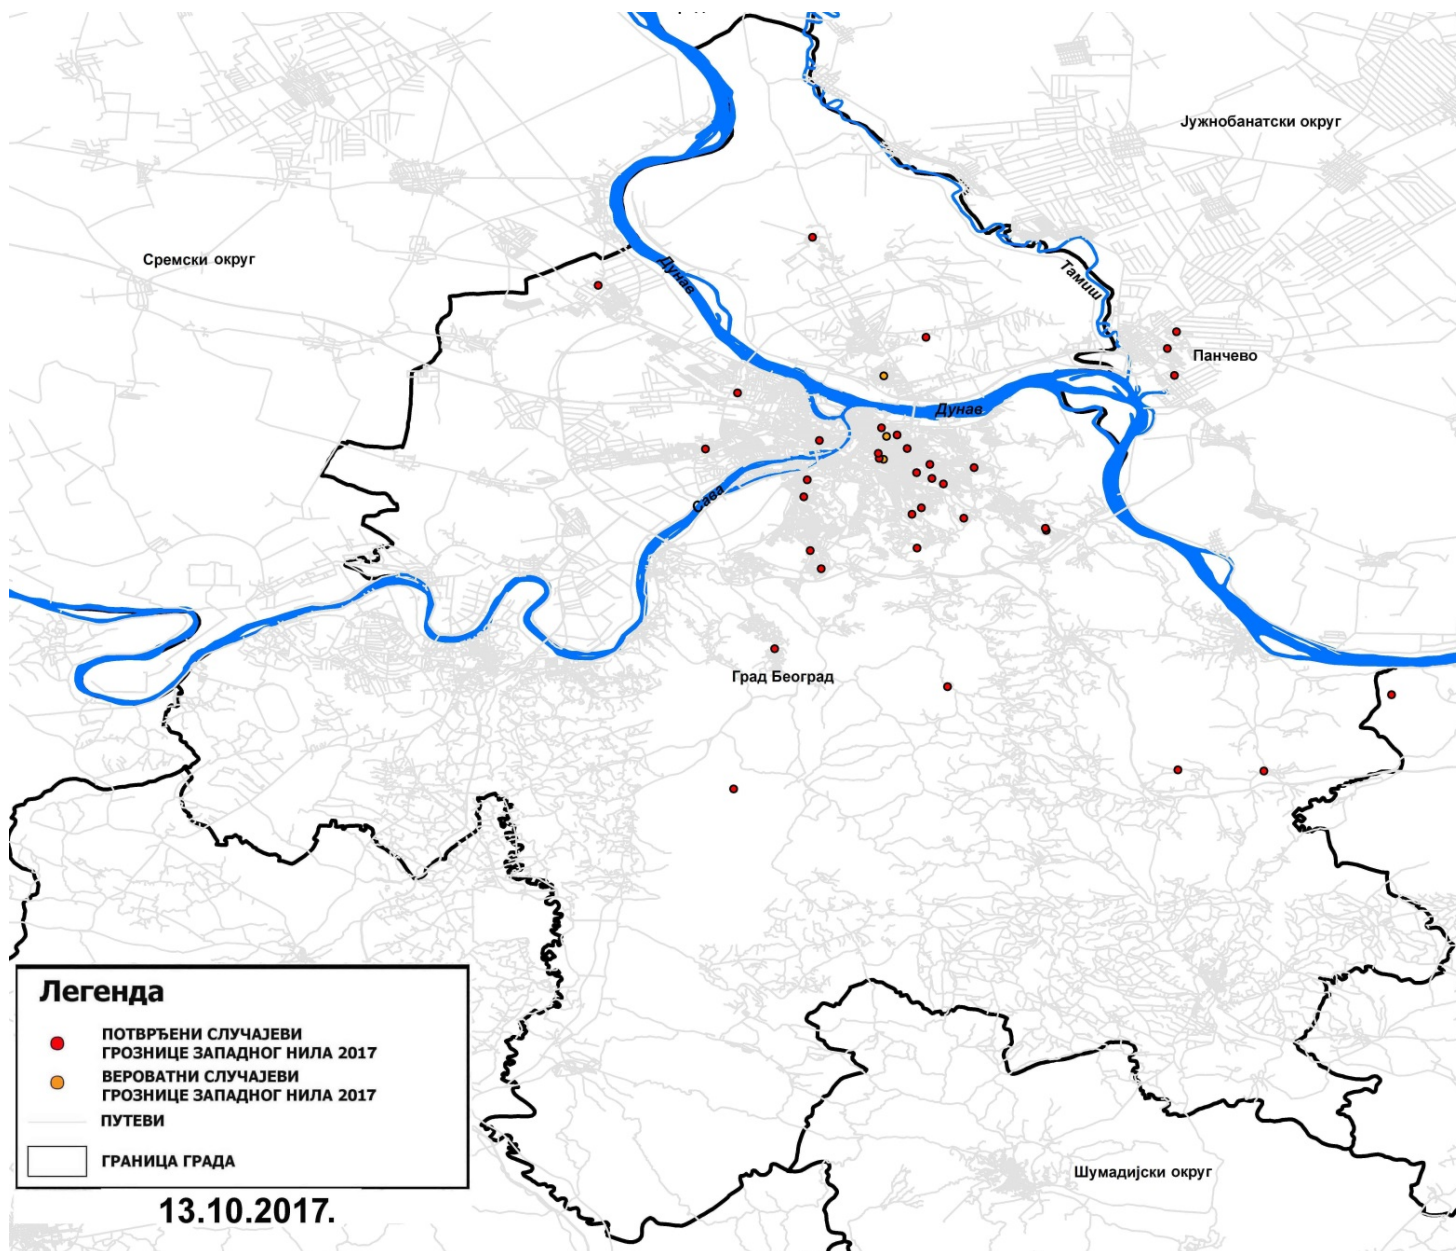 Јужнобанатски округ
Сремски округ
Дунав
Тамиш
Панчево
Дунав
Сава
Град Београд
Легенда
ПОТВРЂЕНИ СЛУЧАЈЕВИ
ГРОЗНИЦЕ ЗАПАДНОГ НИЛА 2017
ВЕРОВАТНИ СЛУЧАЈЕВИ
ГРОЗНИЦЕ ЗАПАДНОГ НИЛА 2017
ПУТЕВИ
ГРАНИЦА ГРАДА
Шумадијски округ
13.10.2017.